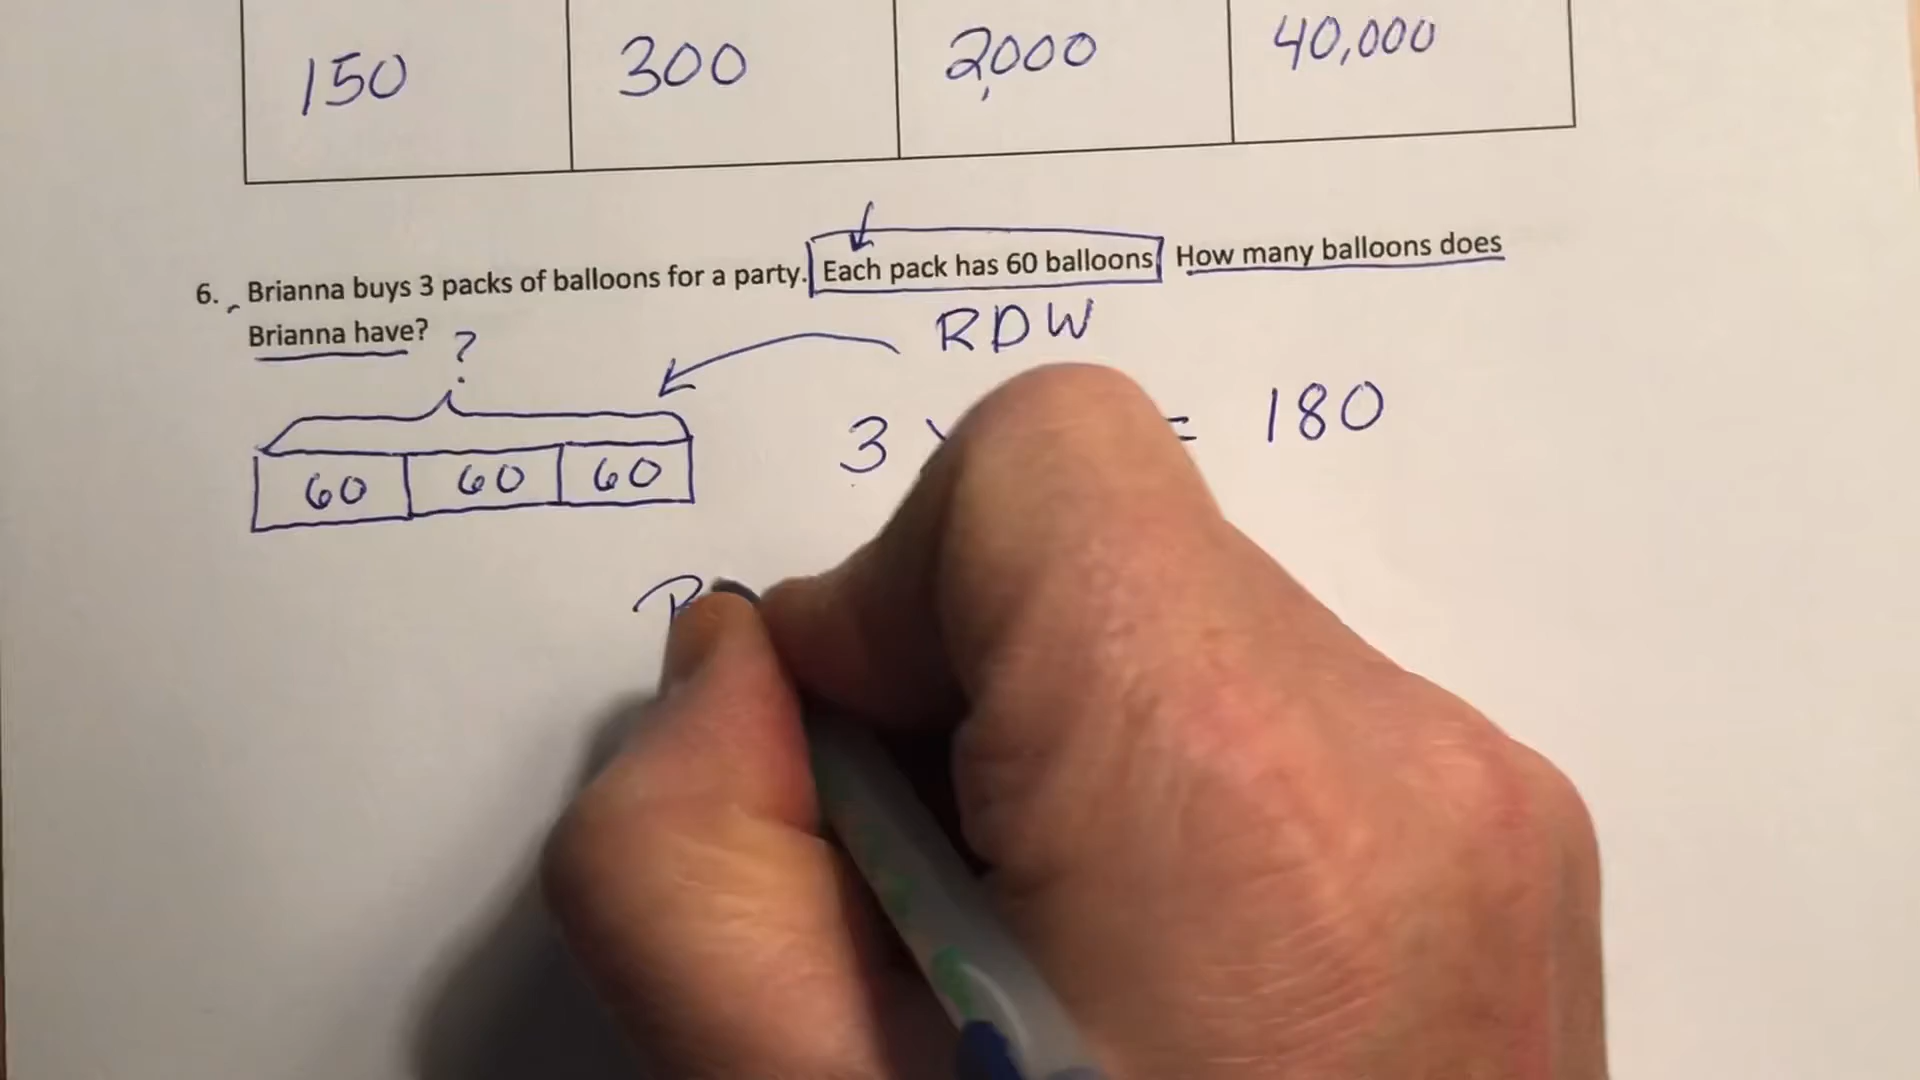 150 300 2,000 40,000
6. Brianna buys 3 packs of balloons for a party. Each pack has 60 balloons How many balloons does
Brianna have?
?
RDW
60 60 60
3 = 180